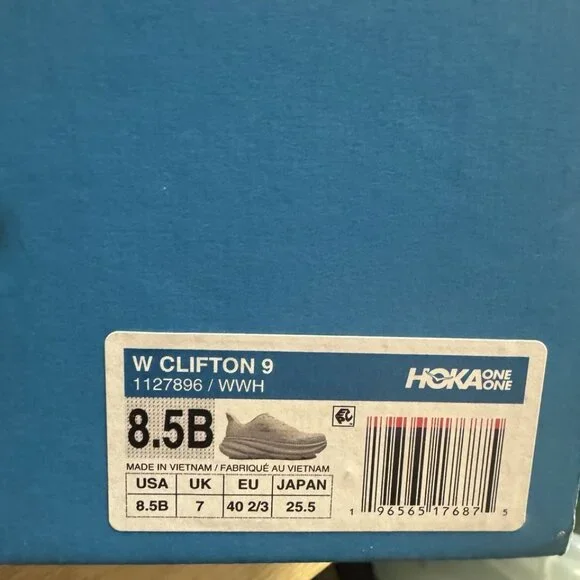 W CLIFTON 9
1127896 / WWH
HOKA ONE ONE
8.5B
MADE IN VIETNAM / FABRIQUÉ AU VIETNAM
USA UK EU JAPAN
8.5B 7 40 2/3 25.5
1 96565 17687 5